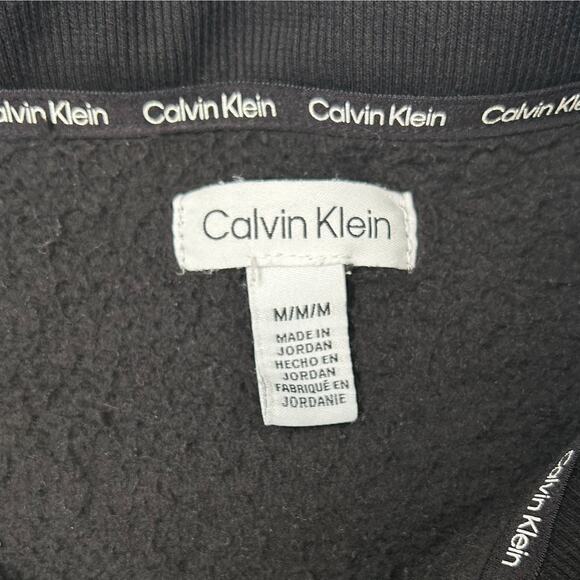 alvin Klein Calvin Klein Calvin Klein Calvin Kle
Calvin Klein
M/M/M
MADE IN
JORDAN
HECHO EN
JORDAN
FABRIQUÉ EN
JORDANIE
Calvin Klein